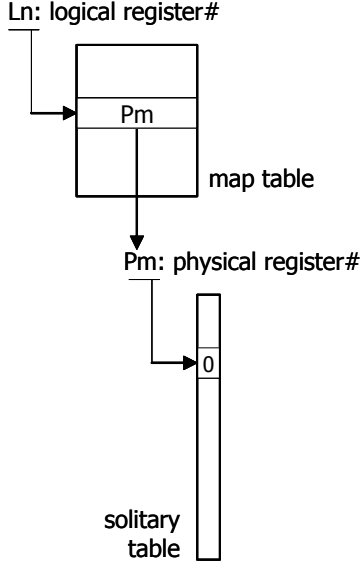 Ln: logical register#
Pm
map table
Pm: physical register#
0
solitary
table